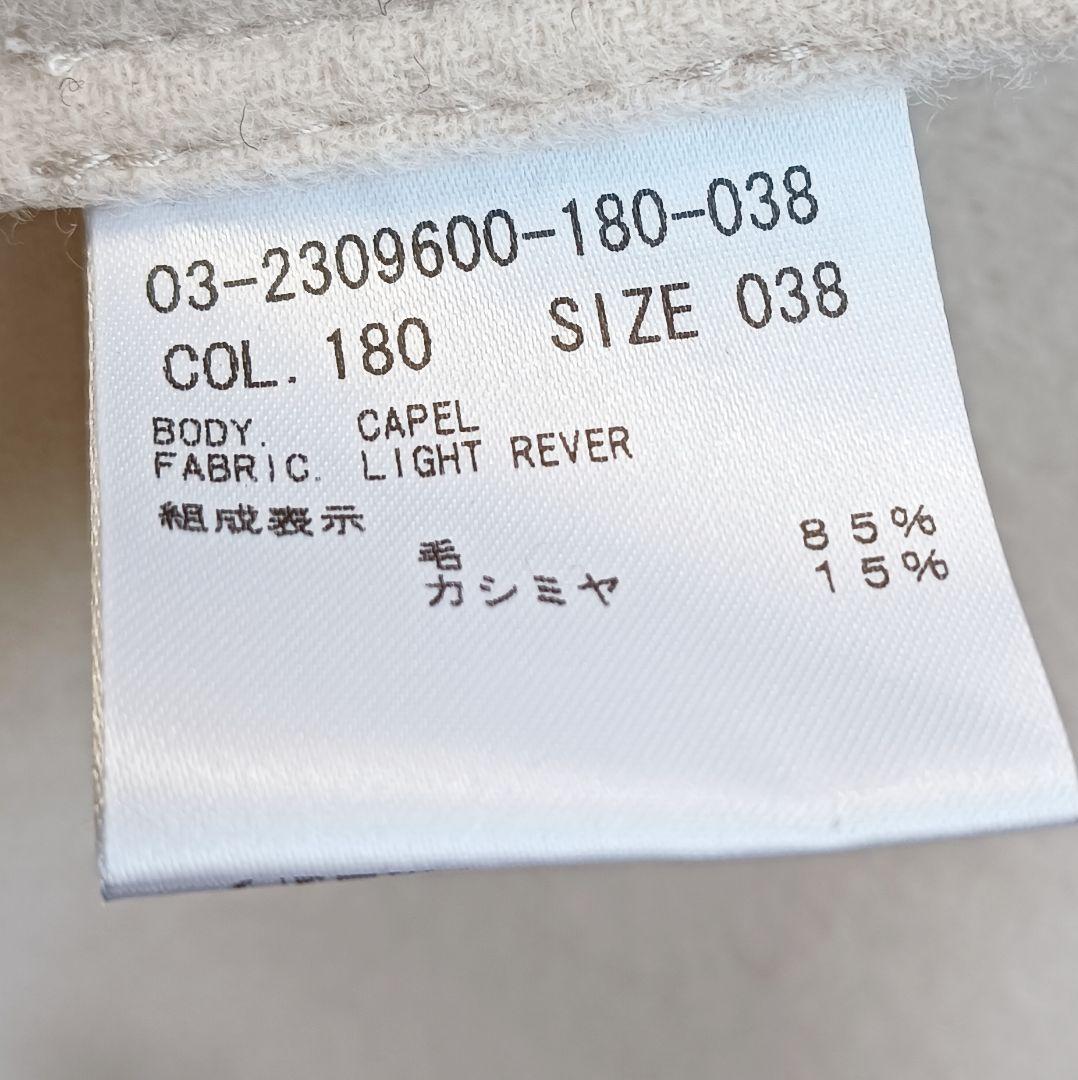 03-2309600-180-038
COL. 180 SIZE 038
BODY. CAPEL
FABRIC. LIGHT REVER
組成表示
毛 85%
カシミヤ 15%